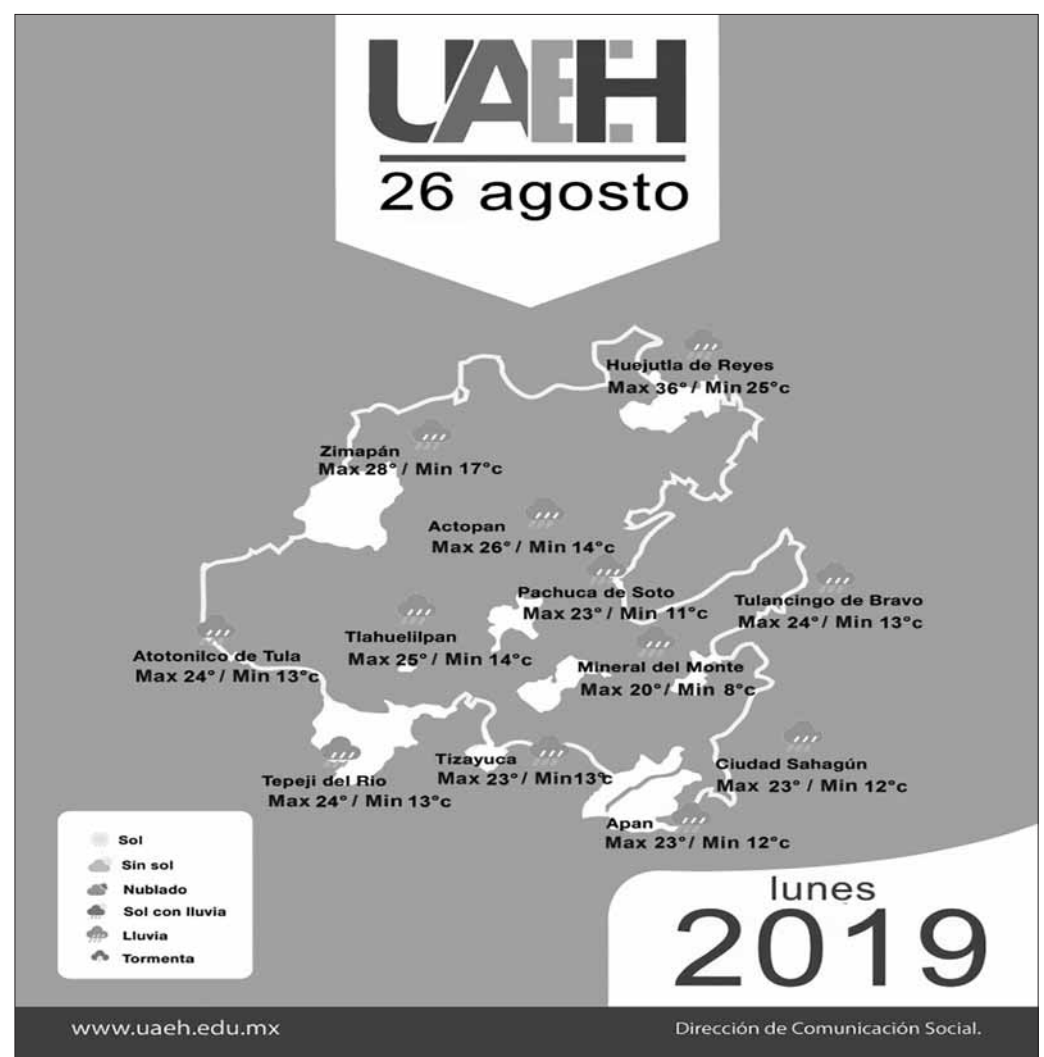 UAEH
26 agosto
Huejutla de Reyes
Max 36° / Min 25°c
Zimapán
Max 28° / Min 17°c
Actopan
Max 26° / Min 14°c
Pachuca de Soto
Max 23° / Min 11°c
Tulancingo de Bravo
Max 24° / Min 13°c
Tlahuelilpan
Max 25° / Min 14°c
Atotonilco de Tula
Max 24° / Min 13°c
Mineral del Monte
Max 20° / Min 8°c
Tizayuca
Max 23° / Min13°c
Ciudad Sahagún
Max 23° / Min 12°c
Tepeji del Rio
Max 24° / Min 13°c
Apan
Max 23° / Min 12°c
Sol
Sin sol
Nublado
Sol con lluvia
Lluvia
Tormenta
lunes
2019
www.uaeh.edu.mx
Dirección de Comunicación Social.